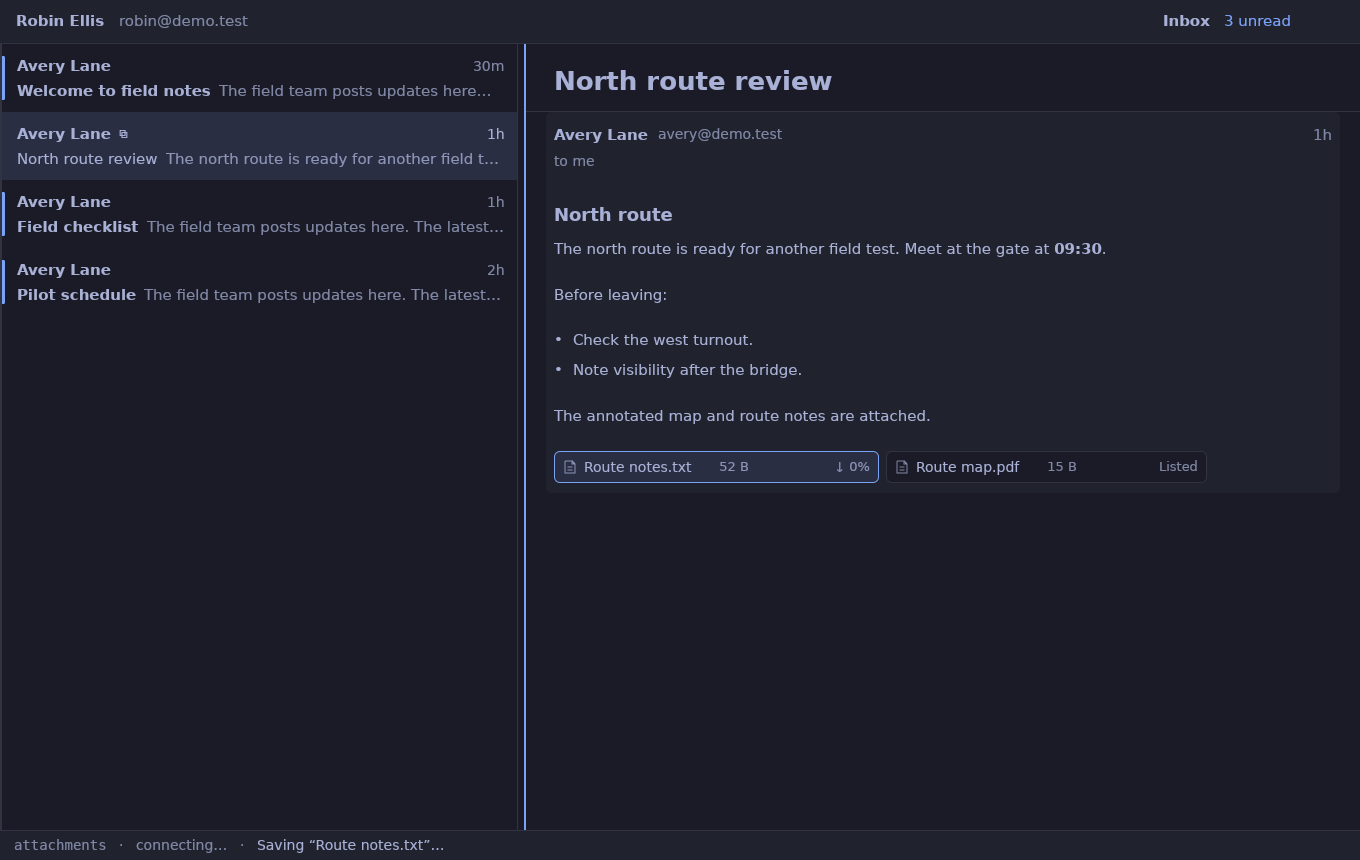 Robin Ellis robin@demo.test
Inbox 3 unread
Avery Lane 30m
Welcome to field notes The field team posts updates here…
Avery Lane 1h
North route review The north route is ready for another field t…
Avery Lane 1h
Field checklist The field team posts updates here. The latest…
Avery Lane 2h
Pilot schedule The field team posts updates here. The latest…
North route review
Avery Lane avery@demo.test 1h
to me
North route
The north route is ready for another field test. Meet at the gate at 09:30.
Before leaving:
• Check the west turnout.
• Note visibility after the bridge.
The annotated map and route notes are attached.
Route notes.txt 52 B ↓ 0%
Route map.pdf 15 B Listed
attachments · connecting… · Saving “Route notes.txt”…